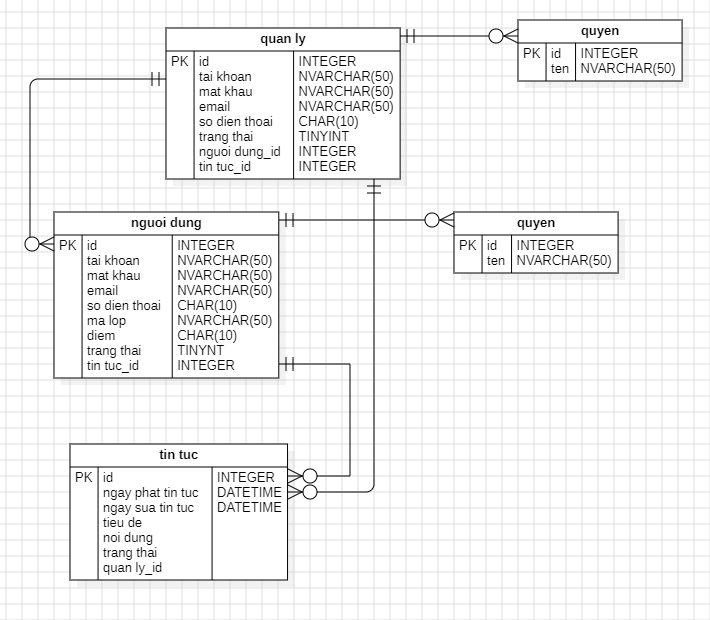 quan ly
PK id INTEGER
tai khoan NVARCHAR(50)
mat khau NVARCHAR(50)
email NVARCHAR(50)
so dien thoai CHAR(10)
trang thai TINYINT
nguoi dung_id INTEGER
tin tuc_id INTEGER
quyen
PK id INTEGER
ten NVARCHAR(50)
nguoi dung
PK id INTEGER
tai khoan NVARCHAR(50)
mat khau NVARCHAR(50)
email NVARCHAR(50)
so dien thoai CHAR(10)
ma lop NVARCHAR(50)
diem CHAR(10)
trang thai TINYNT
tin tuc_id INTEGER
quyen
PK id INTEGER
ten NVARCHAR(50)
tin tuc
PK id INTEGER
ngay phat tin tuc DATETIME
ngay sua tin tuc DATETIME
tieu de
noi dung
trang thai
quan ly_id